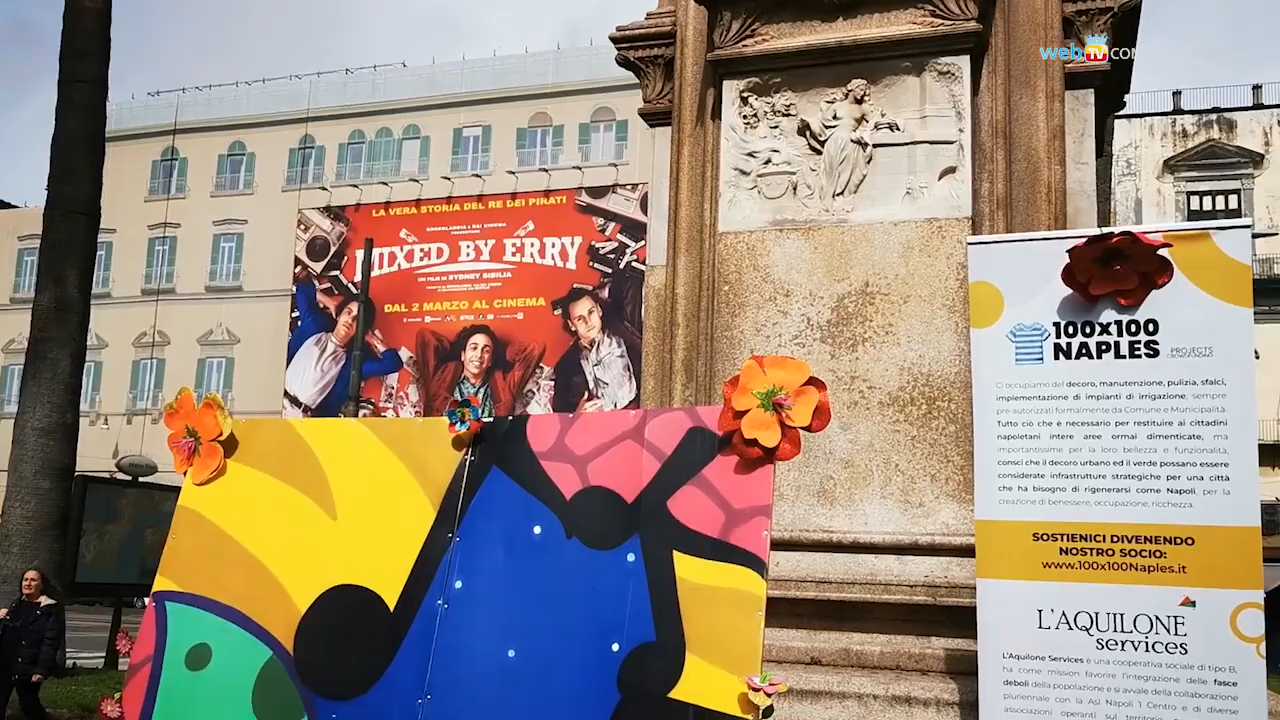 web TV COM
LA VERA STORIA DEL RE DEI PIRATI
MIXED BY ERRY
UN FILM DI SYDNEY SIBILIA
DAL 2 MARZO AL CINEMA
100x100
NAPLES PROJECTS
Ci occupiamo del decoro, manutenzione, pulizia, sfalci,
implementazione di impianti di irrigazione, sempre
pre-autorizzati formalmente da Comune e Municipalità.
Tutto ciò che è necessario per restituire ai cittadini
napoletani intere aree ormai dimenticate, ma
importantissime per la loro bellezza e funzionalità,
consci che il decoro urbano ed il verde possano essere
considerate infrastrutture strategiche per una città
che ha bisogno di rigenerarsi come Napoli, per la
creazione di benessere, occupazione, ricchezza.
SOSTIENICI DIVENENDO
NOSTRO SOCIO:
www.100x100Naples.it
L'AQUILONE
services
L'Aquilone Services è una cooperativa sociale di tipo B,
ha come mission favorire l'integrazione delle fasce
deboli della popolazione e si avvale della collaborazione
pluriennale con la Asl Napoli 1 Centro e di diverse
associazioni operanti sul territorio